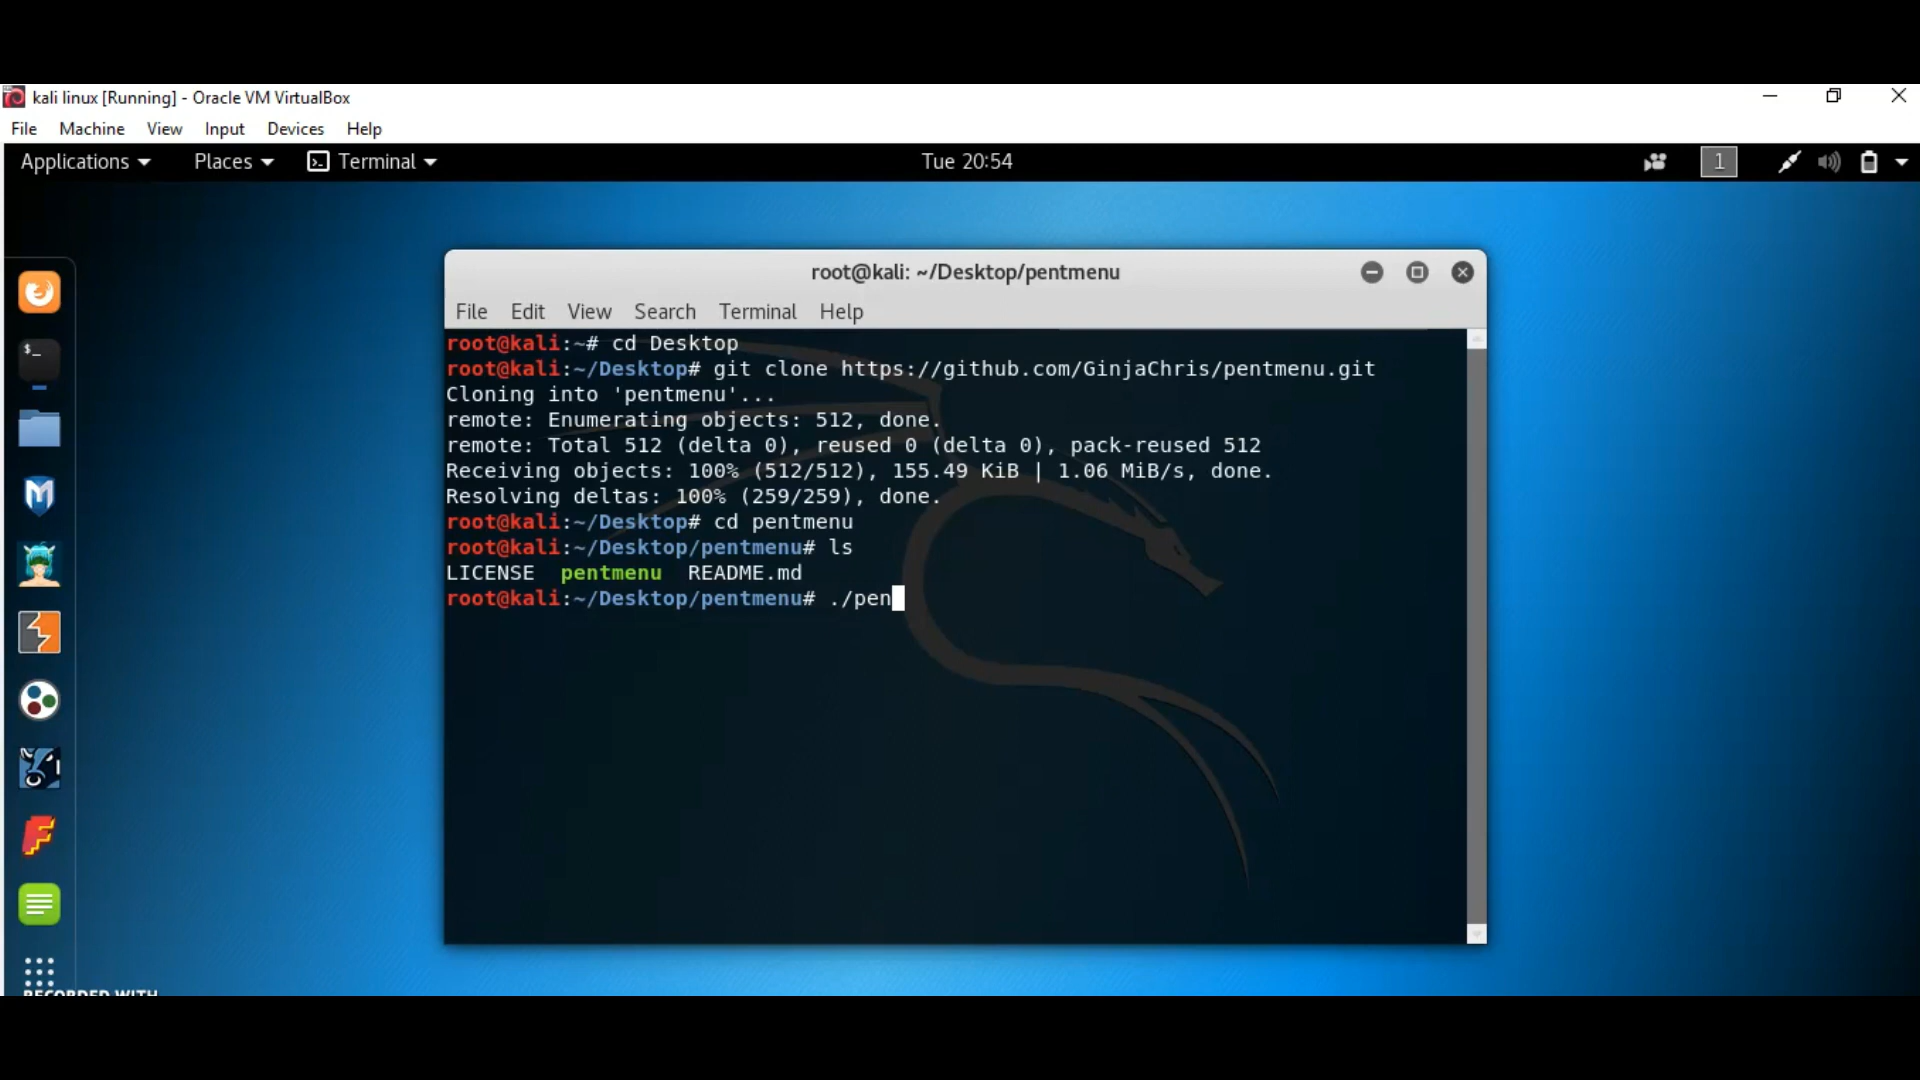 kali linux [Running] - Oracle VM VirtualBox
File Machine View Input Devices Help
Applications Places Terminal Tue 20:54 1
root@kali: ~/Desktop/pentmenu
File Edit View Search Terminal Help
root@kali:~# cd Desktop
root@kali:~/Desktop# git clone https://github.com/GinjaChris/pentmenu.git
Cloning into 'pentmenu'...
remote: Enumerating objects: 512, done.
remote: Total 512 (delta 0), reused 0 (delta 0), pack-reused 512
Receiving objects: 100% (512/512), 155.49 KiB | 1.06 MiB/s, done.
Resolving deltas: 100% (259/259), done.
root@kali:~/Desktop# cd pentmenu
root@kali:~/Desktop/pentmenu# ls
LICENSE pentmenu README.md
root@kali:~/Desktop/pentmenu# ./pen
$_
RECORDED WITH